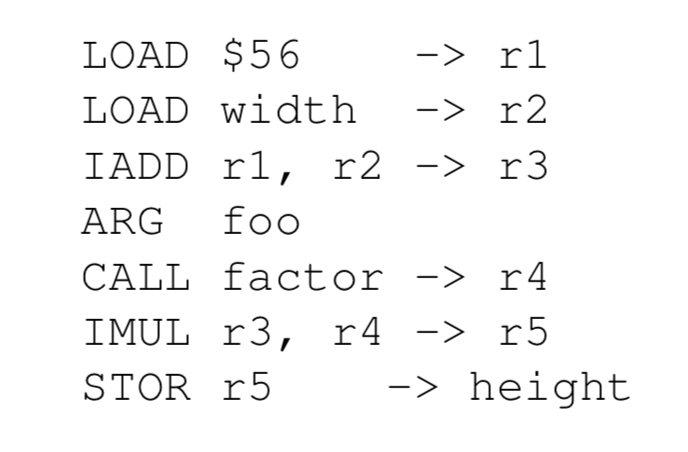 LOAD $56 -> r1
LOAD width -> r2
IADD r1, r2 -> r3
ARG foo
CALL factor -> r4
IMUL r3, r4 -> r5
STOR r5 -> height